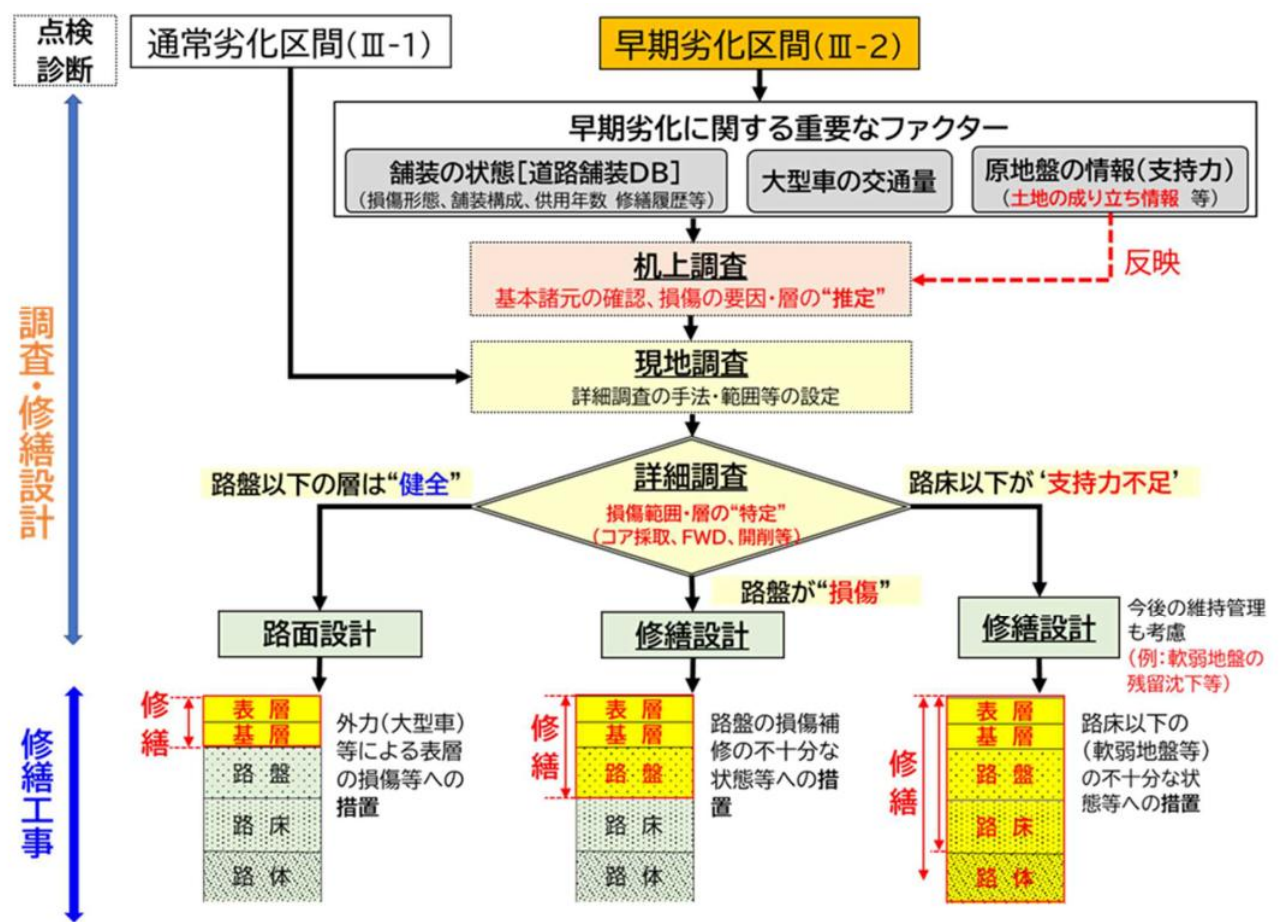 点検
診断
通常劣化区間(Ⅲ-1)
早期劣化区間(Ⅲ-2)
早期劣化に関する重要なファクター
舗装の状態[道路舗装DB]
(損傷形態、舗装構成、供用年数 修繕履歴等)
大型車の交通量
原地盤の情報(支持力)
(土地の成り立ち情報 等)
反映
机上調査
基本諸元の確認、損傷の要因・層の“推定”
現地調査
詳細調査の手法・範囲等の設定
調査・修繕設計
詳細調査
損傷範囲・層の“特定”
(コア採取、FWD、開削等)
路盤以下の層は“健全”
路床以下が‘支持力不足’
路盤が“損傷”
路面設計
修繕設計
修繕設計
今後の維持管理
も考慮
(例:軟弱地盤の
残留沈下等)
修繕工事
修繕
表層
基層
路盤
路床
路体
外力(大型車)
等による表層
の損傷等への
措置
修繕
表層
基層
路盤
路床
路体
路盤の損傷補
修の不十分な
状態等への措
置
修繕
表層
基層
路盤
路床
路体
路床以下の
(軟弱地盤等)
の不十分な状
態等への措置